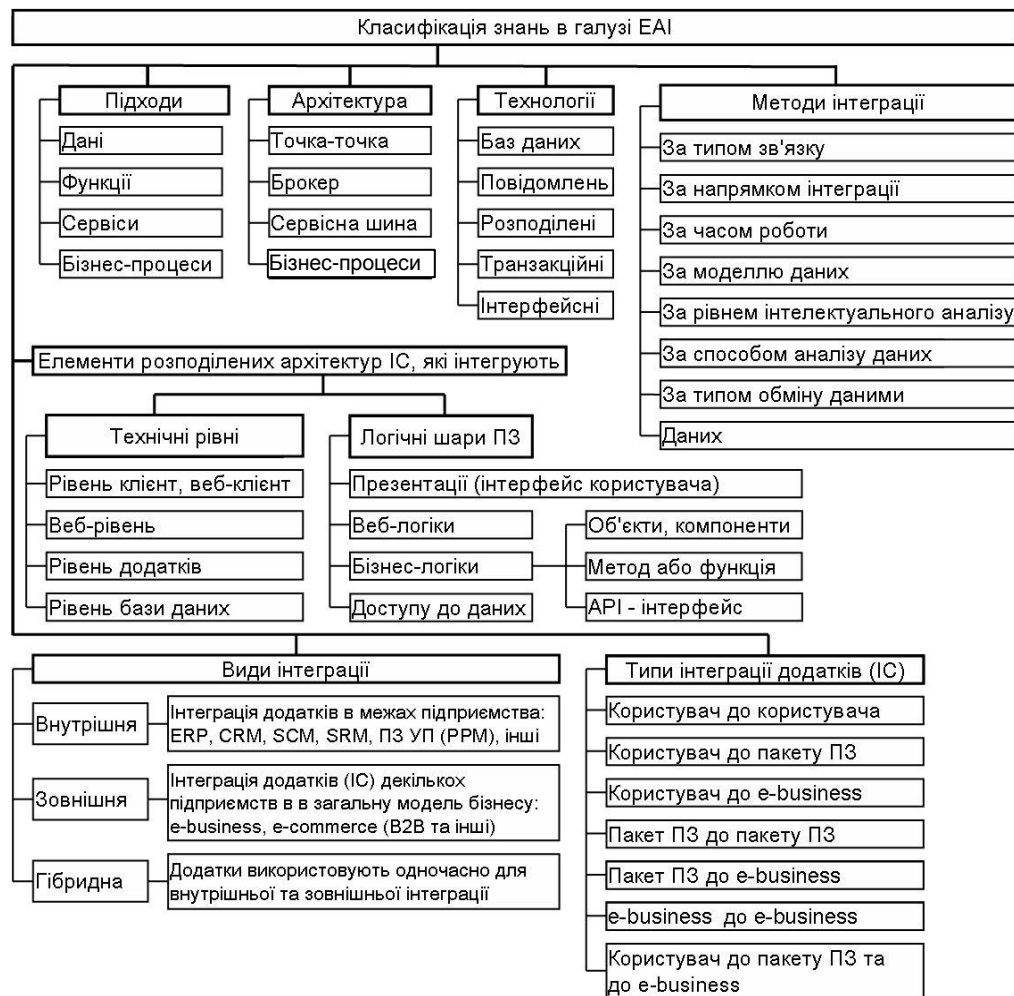 Класифікація знань в галузі EAI
Підходи
Дані
Функції
Сервіси
Бізнес-процеси
Архітектура
Точка-точка
Брокер
Сервісна шина
Бізнес-процеси
Технології
Баз даних
Повідомлень
Розподілені
Транзакційні
Інтерфейсні
Методи інтеграції
За типом зв'язку
За напрямком інтеграції
За часом роботи
За моделлю даних
За рівнем інтелектуального аналізу
За способом аналізу даних
За типом обміну даними
Даних
Елементи розподілених архітектур ІС, які інтегрують
Технічні рівні
Рівень клієнт, веб-клієнт
Веб-рівень
Рівень додатків
Рівень бази даних
Логічні шари ПЗ
Презентації (інтерфейс користувача)
Веб-логіки
Бізнес-логіки
Доступу до даних
Об'єкти, компоненти
Метод або функція
API - інтерфейс
Види інтеграції
Внутрішня
Інтеграція додатків в межах підприємства:
ERP, CRM, SCM, SRM, ПЗ УП (PPM), інші
Зовнішня
Інтеграція додатків (ІС) декількох
підприємств в в загальну модель бізнесу:
e-business, e-commerce (B2B та інші)
Гібридна
Додатки використовують одночасно для
внутрішньої та зовнішньої інтеграції
Типи інтеграції додатків (ІС)
Користувач до користувача
Користувач до пакету ПЗ
Користувач до e-business
Пакет ПЗ до пакету ПЗ
Пакет ПЗ до e-business
e-business до e-business
Користувач до пакету ПЗ та
до e-business